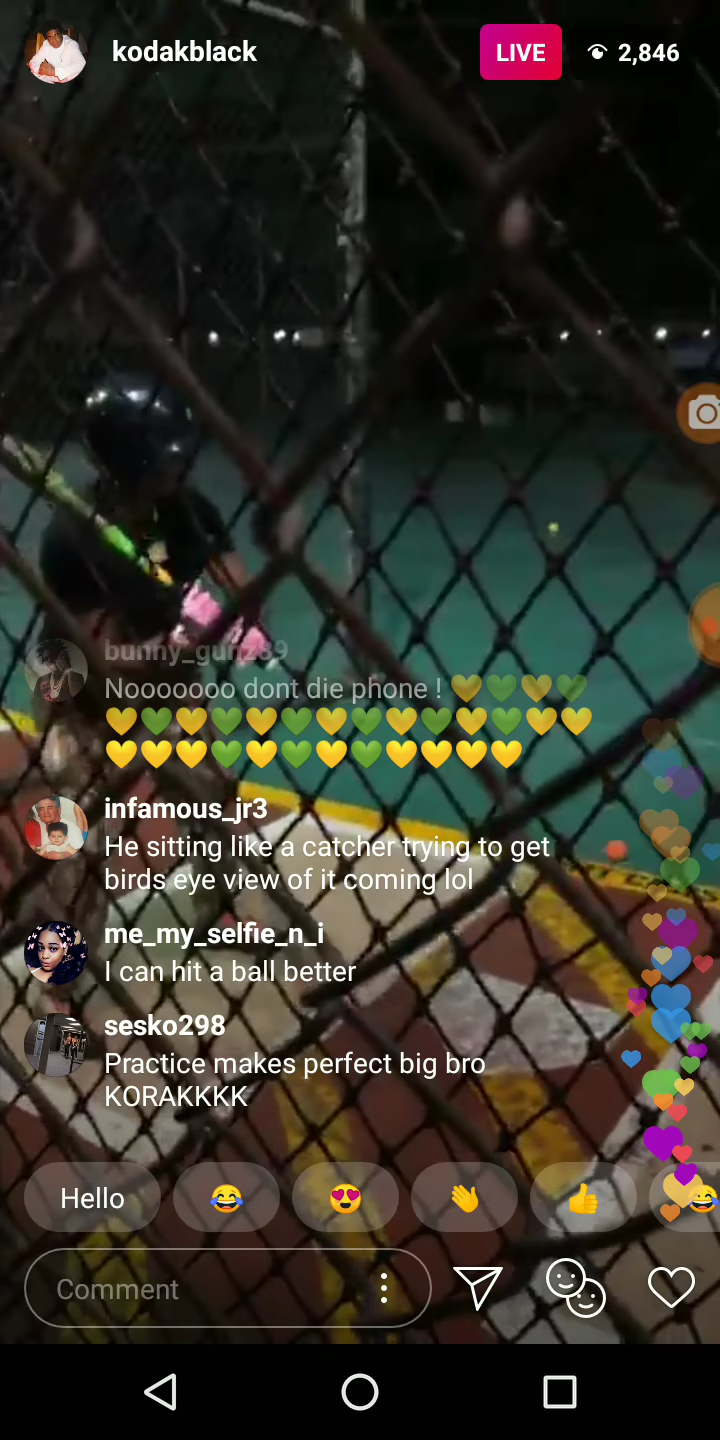 kodakblack
LIVE
2,846
bunny_gunz89
Nooooooo dont die phone ! 💛💚💛💚
💛💚💛💚💛💚💛💚💛💚💛💚💛💛
💛💛💛💚💛💚💛💚💛💛💛💛
infamous_jr3
He sitting like a catcher trying to get
birds eye view of it coming lol
me_my_selfie_n_i
I can hit a ball better
sesko298
Practice makes perfect big bro
KORAKKKK
Hello 😂 😍 👋 👍 😂
Comment